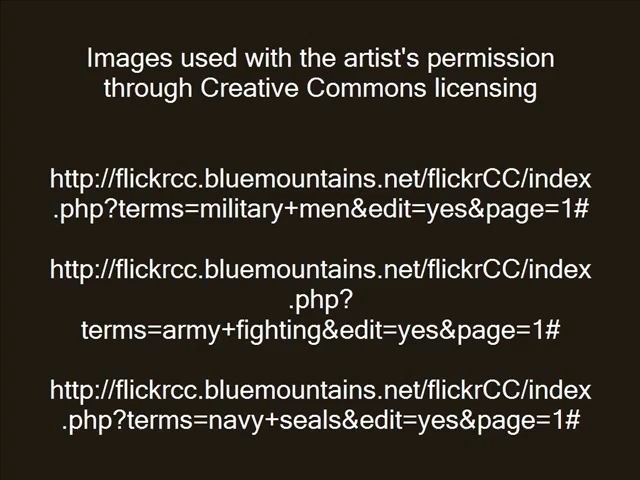 Images used with the artist's permission
through Creative Commons licensing
http://flickrcc.bluemountains.net/flickrCC/index
.php?terms=military+men&edit=yes&page=1#
http://flickrcc.bluemountains.net/flickrCC/index
.php?
terms=army+fighting&edit=yes&page=1#
http://flickrcc.bluemountains.net/flickrCC/index
.php?terms=navy+seals&edit=yes&page=1#